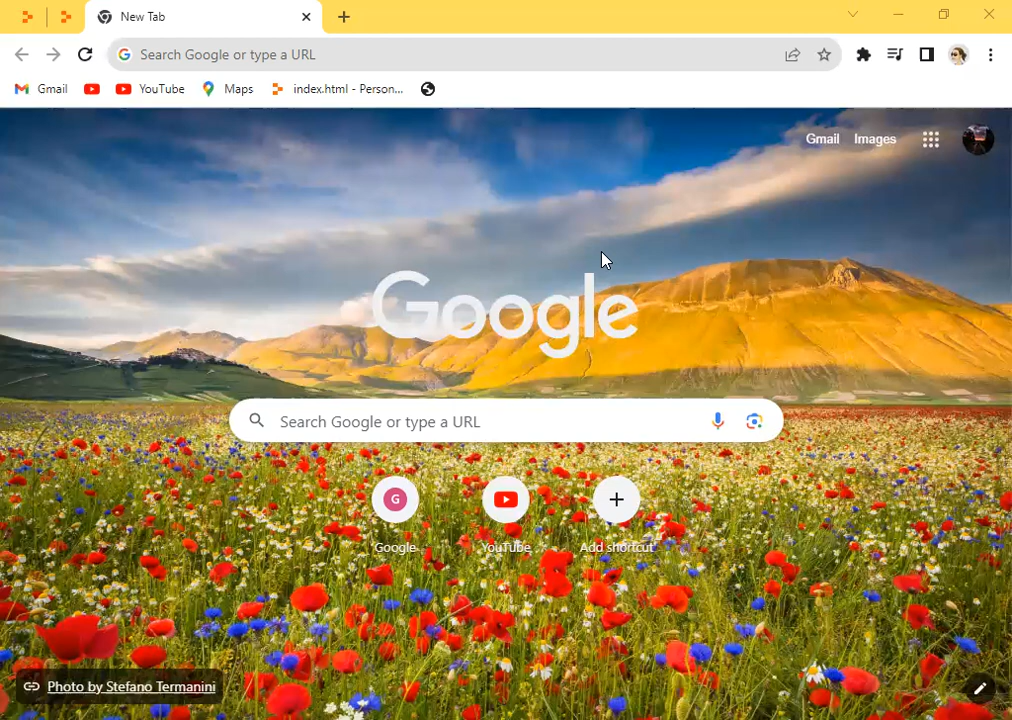 New Tab
Search Google or type a URL
Gmail
YouTube
Maps
index.html - Person...
Gmail
Images
Google
Search Google or type a URL
G
Google
YouTube
Add shortcut
Photo by Stefano Termanini